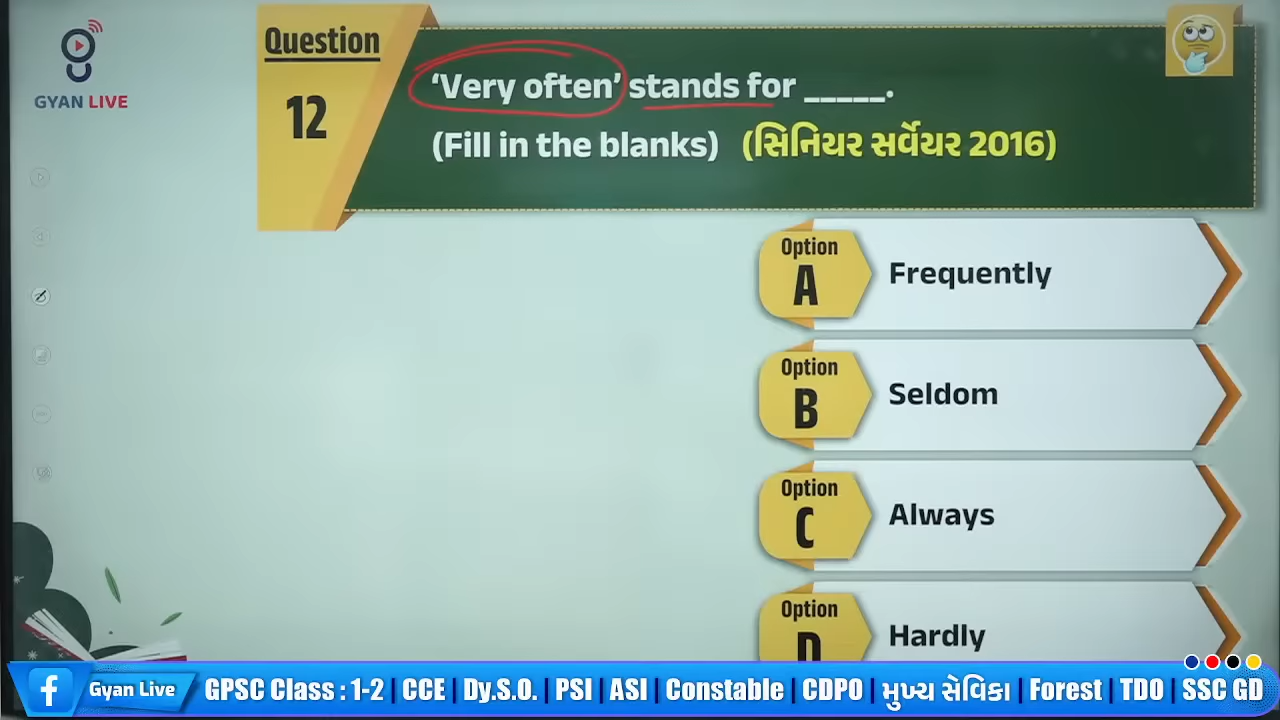 GYAN LIVE
Question
12
‘Very often’ stands for _____.
(Fill in the blanks) (સિનિયર સર્વેયર 2016)
Option
A
Frequently
Option
B
Seldom
Option
C
Always
Option
D
Hardly
Gyan Live
GPSC Class : 1-2 | CCE | Dy.S.O. | PSI | ASI | Constable | CDPO | મુખ્ય સેવિકા | Forest | TDO | SSC GD